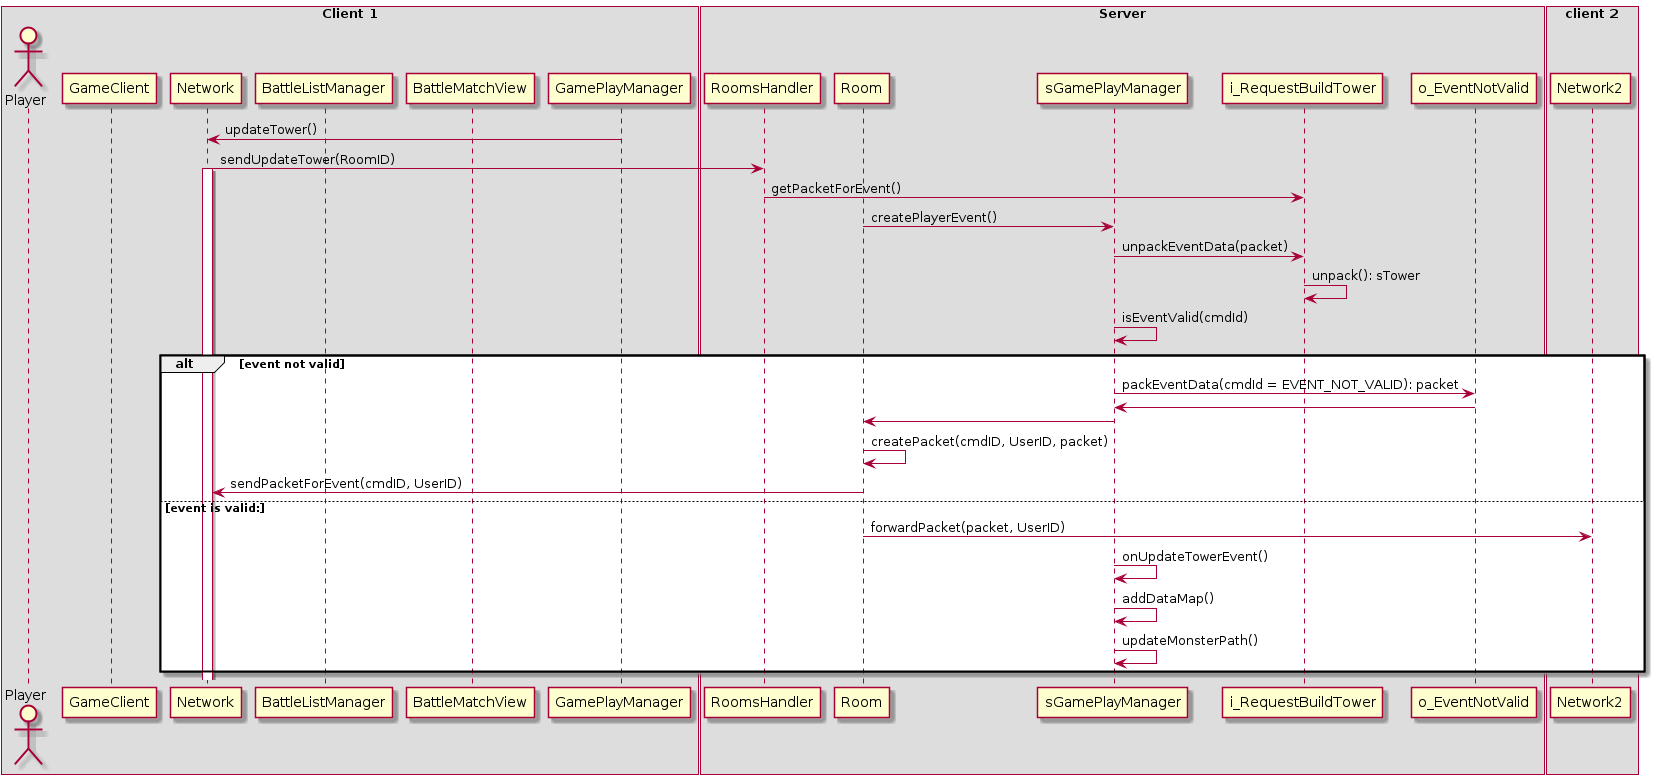 Client 1
Server
client 2
Player
GameClient
Network
BattleListManager
BattleMatchView
GamePlayManager
RoomsHandler
Room
sGamePlayManager
i_RequestBuildTower
o_EventNotValid
Network2
updateTower()
sendUpdateTower(RoomID)
getPacketForEvent()
createPlayerEvent()
unpackEventData(packet)
unpack(): sTower
isEventValid(cmdId)
alt
[event not valid]
packEventData(cmdId = EVENT_NOT_VALID): packet
createPacket(cmdID, UserID, packet)
sendPacketForEvent(cmdID, UserID)
[event is valid:]
forwardPacket(packet, UserID)
onUpdateTowerEvent()
addDataMap()
updateMonsterPath()
Player
GameClient
Network
BattleListManager
BattleMatchView
GamePlayManager
RoomsHandler
Room
sGamePlayManager
i_RequestBuildTower
o_EventNotValid
Network2